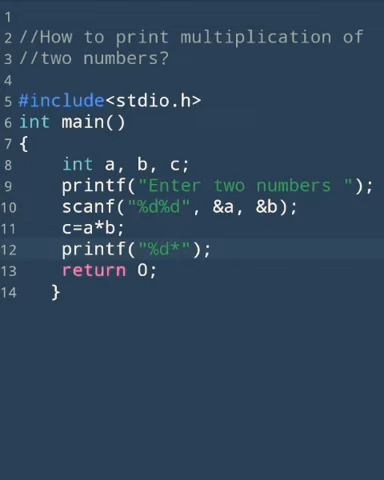 1
2 //How to print multiplication of
3 //two numbers?
4
5 #include<stdio.h>
6 int main()
7 {
8 int a, b, c;
9 printf("Enter two numbers ");
10 scanf("%d%d", &a, &b);
11 c=a*b;
12 printf("%d*");
13 return 0;
14 }